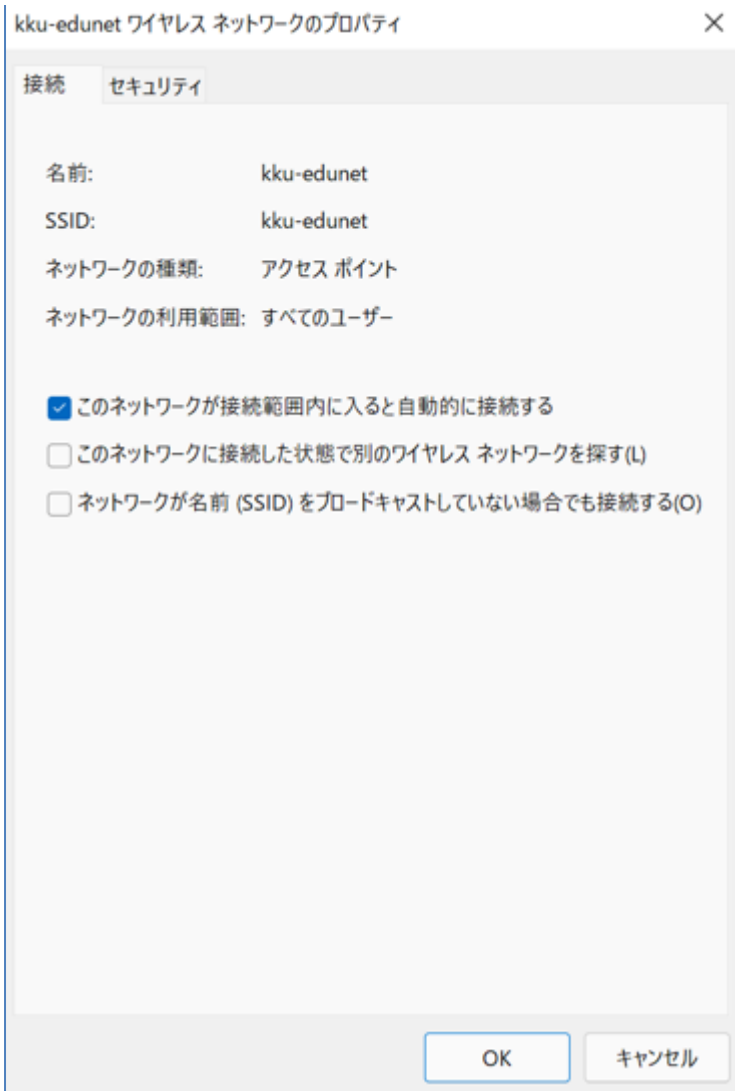 kku-edunet ワイヤレス ネットワークのプロパティ
接続 セキュリティ
名前: kku-edunet
SSID: kku-edunet
ネットワークの種類: アクセス ポイント
ネットワークの利用範囲: すべてのユーザー
このネットワークが接続範囲内に入ると自動的に接続する
このネットワークに接続した状態で別のワイヤレス ネットワークを探す(L)
ネットワークが名前 (SSID) をブロードキャストしていない場合でも接続する(O)
OK キャンセル